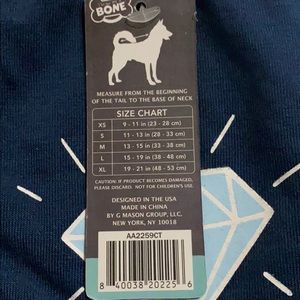 BONE
MEASURE FROM THE BEGINNING
OF THE TAIL TO THE BASE OF NECK
SIZE CHART
XS 9 - 11 in (23 - 28 cm)
S 11 - 13 in (28 - 33 cm)
M 13 - 15 in (33 - 38 cm)
L 15 - 19 in (38 - 48 cm)
XL 19 - 21 in (48 - 53 cm)
CAUTION: IF PRODUCT BECOMES DAMAGED,
PLEASE DISCARD. NOT FOR CHILDREN'S USE.
DESIGNED IN THE USA
MADE IN CHINA
BY G MASON GROUP, LLC.
NEW YORK, NY 10018
AA2259CT
8 40038 20225 6